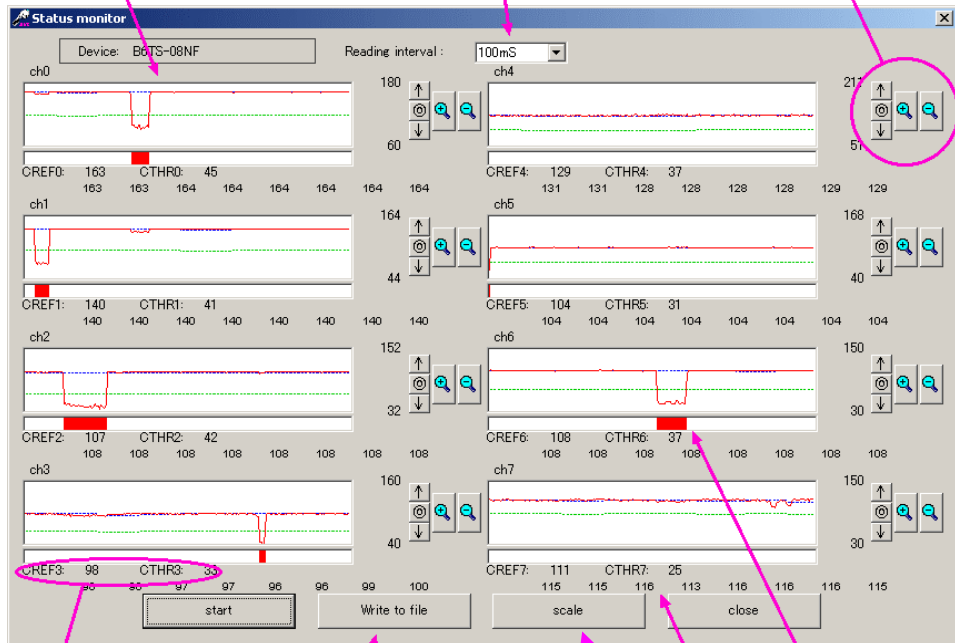 Status monitor
Device: B6TS-08NF
Reading interval : 100mS
ch0
180
60
CREF0: 163 CTHR0: 45
163 163 164 164 164 164 164 164
ch1
164
44
CREF1: 140 CTHR1: 41
140 140 140 140 140 140 140 140
ch2
152
32
CREF2: 107 CTHR2: 42
108 108 108 108 108 108 108 108
ch3
160
40
CREF3: 98 CTHR3: 33
98 97 97 96 96 99 100
ch4
211
57
CREF4: 129 CTHR4: 37
131 131 128 128 128 128 129 129
ch5
168
40
CREF5: 104 CTHR5: 31
104 104 104 104 104 104 104 104
ch6
150
30
CREF6: 108 CTHR6: 37
108 108 108 108 108 108 108 108
ch7
150
30
CREF7: 111 CTHR7: 25
115 115 116 113 116 116 116 115
start
Write to file
scale
close